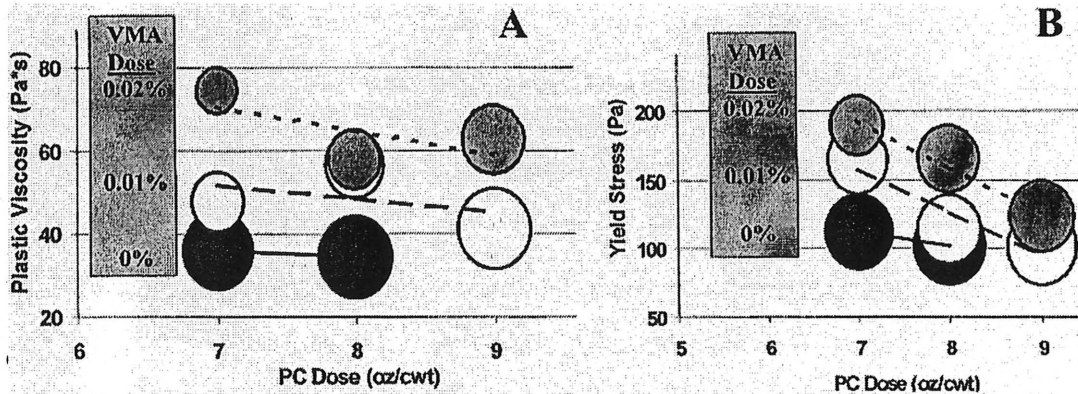 A
VMA
Dose
0.02%
0.01%
0%
Plastic Viscosity (Pa*s)
80
60
40
20
6
7
8
9
PC Dose (oz/cwt)
B
VMA
Dose
0.02%
0.01%
0%
Yield Stress (Pa)
200
150
100
50
5
6
7
8
9
PC Dose (oz/cwt)